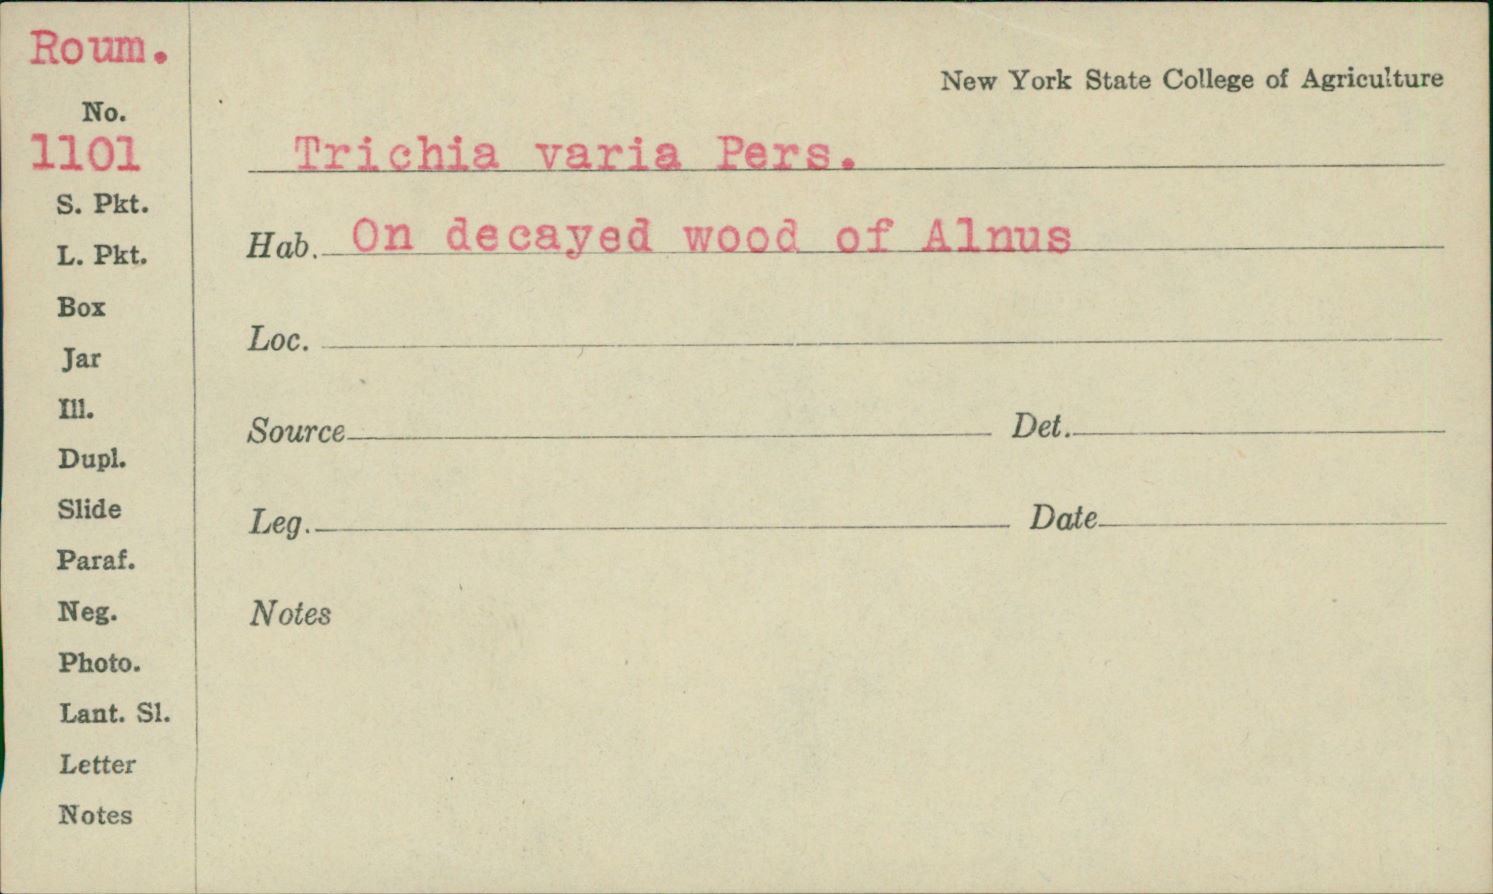 Roum.
No.
1101
S. Pkt.
L. Pkt.
Box
Jar
Ill.
Dupl.
Slide
Paraf.
Neg.
Photo.
Lant. Sl.
Letter
Notes
New York State College of Agriculture
Trichia varia Pers.
Hab. On decayed wood of Alnus
Loc.
Source Det.
Leg. Date
Notes